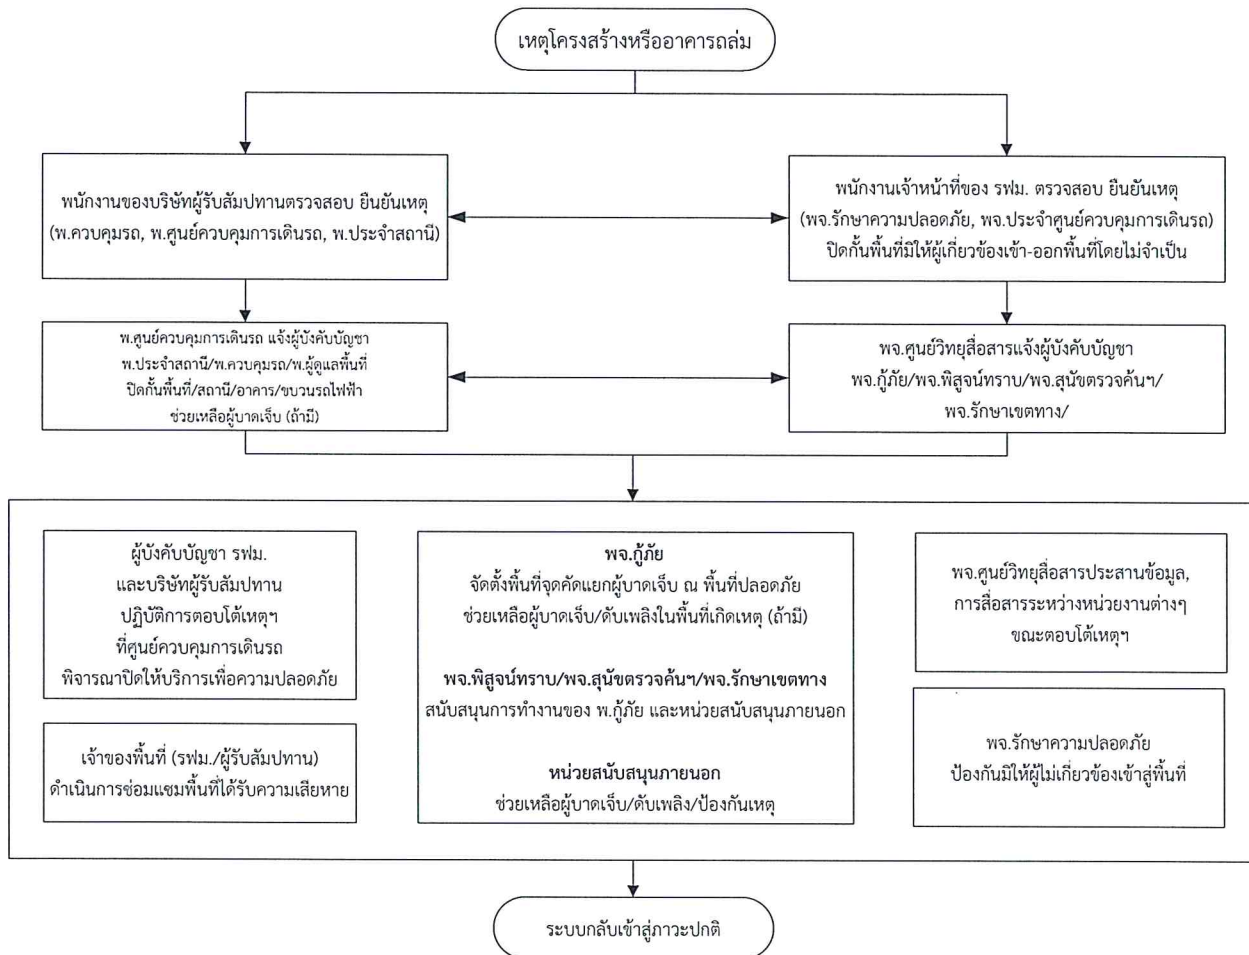 เหตุโครงสร้างหรืออาคารถล่ม
พนักงานของบริษัทผู้รับสัมปทานตรวจสอบ ยืนยันเหตุ
(พ.ควบคุมรถ, พ.ศูนย์ควบคุมการเดินรถ, พ.ประจำสถานี)
พนักงานเจ้าหน้าที่ของ รฟม. ตรวจสอบ ยืนยันเหตุ
(พจ.รักษาความปลอดภัย, พจ.ประจำศูนย์ควบคุมการเดินรถ)
ปิดกั้นพื้นที่มิให้ผู้เกี่ยวข้องเข้า-ออกพื้นที่โดยไม่จำเป็น
พ.ศูนย์ควบคุมการเดินรถ แจ้งผู้บังคับบัญชา
พ.ประจำสถานี/พ.ควบคุมรถ/พ.ผู้ดูแลพื้นที่
ปิดกั้นพื้นที่/สถานี/อาคาร/ขบวนรถไฟฟ้า
ช่วยเหลือผู้บาดเจ็บ (ถ้ามี)
พจ.ศูนย์วิทยุสื่อสารแจ้งผู้บังคับบัญชา
พจ.กู้ภัย/พจ.พิสูจน์ทราบ/พจ.สุนัขตรวจค้นฯ/
พจ.รักษาเขตทาง/
ผู้บังคับบัญชา รฟม.
และบริษัทผู้รับสัมปทาน
ปฏิบัติการตอบโต้เหตุฯ
ที่ศูนย์ควบคุมการเดินรถ
พิจารณาปิดให้บริการเพื่อความปลอดภัย
เจ้าของพื้นที่ (รฟม./ผู้รับสัมปทาน)
ดำเนินการซ่อมแซมพื้นที่ได้รับความเสียหาย
พจ.กู้ภัย
จัดตั้งพื้นที่จุดคัดแยกผู้บาดเจ็บ ณ พื้นที่ปลอดภัย
ช่วยเหลือผู้บาดเจ็บ/ดับเพลิงในพื้นที่เกิดเหตุ (ถ้ามี)
พจ.พิสูจน์ทราบ/พจ.สุนัขตรวจค้นฯ/พจ.รักษาเขตทาง
สนับสนุนการทำงานของ พ.กู้ภัย และหน่วยสนับสนุนภายนอก
หน่วยสนับสนุนภายนอก
ช่วยเหลือผู้บาดเจ็บ/ดับเพลิง/ป้องกันเหตุ
พจ.ศูนย์วิทยุสื่อสารประสานข้อมูล,
การสื่อสารระหว่างหน่วยงานต่างๆ
ขณะตอบโต้เหตุฯ
พจ.รักษาความปลอดภัย
ป้องกันมิให้ผู้ไม่เกี่ยวข้องเข้าสู่พื้นที่
ระบบกลับเข้าสู่ภาวะปกติ